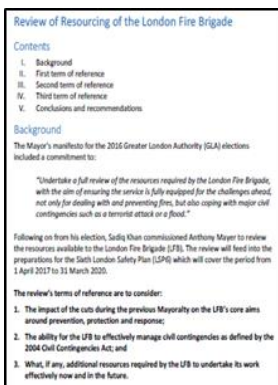 Review of Resourcing of the London Fire Brigade
Contents
I. Background
II. First term of reference
III. Second term of reference
IV. Third term of reference
V. Conclusions and recommendations
Background
The Mayor's manifesto for the 2016 Greater London Authority (GLA) elections
included a commitment to:
"Undertake a full review of the resources required by the London Fire Brigade,
with the aim of ensuring the service is fully equipped for the challenges ahead,
not only for dealing with and preventing fires, but also coping with major civil
contingencies such as a terrorist attack or a flood."
Following on from his election, Sadiq Khan commissioned Anthony Mayer to review
the resources available to the London Fire Brigade (LFB). The review will feed into the
preparations for the Sixth London Safety Plan (LSP6) which will cover the period from
1 April 2017 to 31 March 2020.
The review's terms of reference are to consider:
1. The impact of the cuts during the previous Mayoralty on the LFB's core aims
around prevention, protection and response;
2. The ability for the LFB to effectively manage civil contingencies as defined by the
2004 Civil Contingencies Act; and
3. What, if any, additional resources required by the LFB to undertake its work
effectively now and in the future.